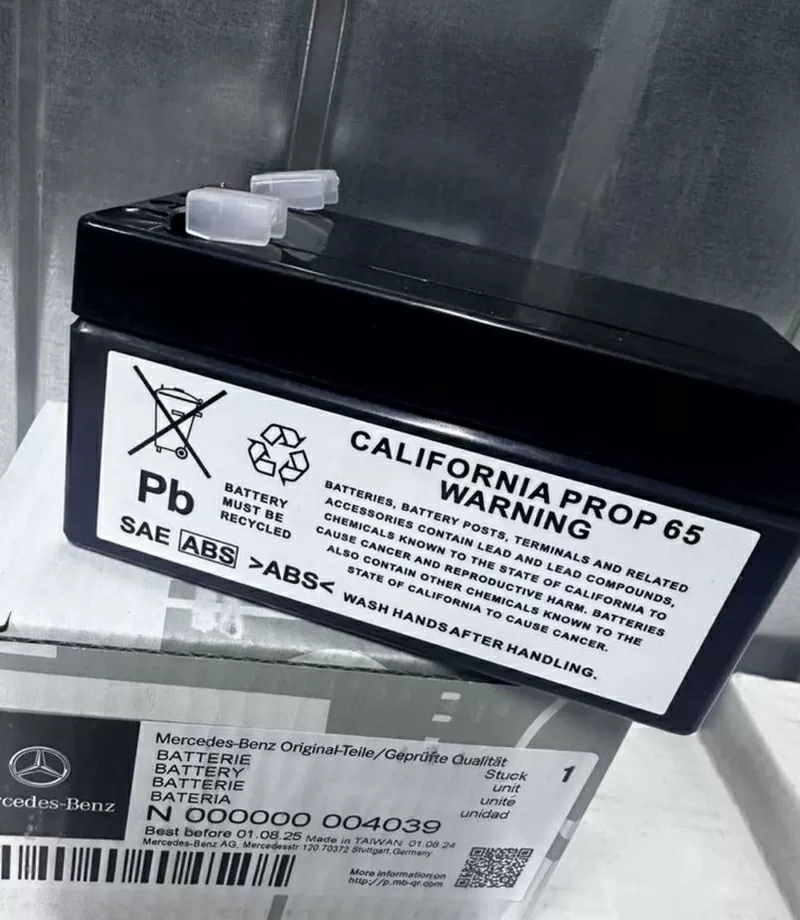 CALIFORNIA PROP 65
WARNING
BATTERIES, BATTERY POSTS, TERMINALS AND RELATED
ACCESSORIES CONTAIN LEAD AND LEAD COMPOUNDS,
CHEMICALS KNOWN TO THE STATE OF CALIFORNIA TO
CAUSE CANCER AND REPRODUCTIVE HARM. BATTERIES
ALSO CONTAIN OTHER CHEMICALS KNOWN TO THE
STATE OF CALIFORNIA TO CAUSE CANCER.
WASH HANDS AFTER HANDLING.
Pb
BATTERY
MUST BE
RECYCLED
SAE ABS >ABS<
Mercedes-Benz Original-Teile/Geprüfte Qualität
BATTERIE
BATTERY
BATTERIE
BATERIA
Stuck
unit
unité
unidad
1
N 000000 004039
Best before 01.08.25 Made in TAIWAN 01.08.24
Mercedes-Benz AG, Mercedesstr 120 70372 Stuttgart, Germany
More information on
http://p.mb-qr.com
rcedes-Benz